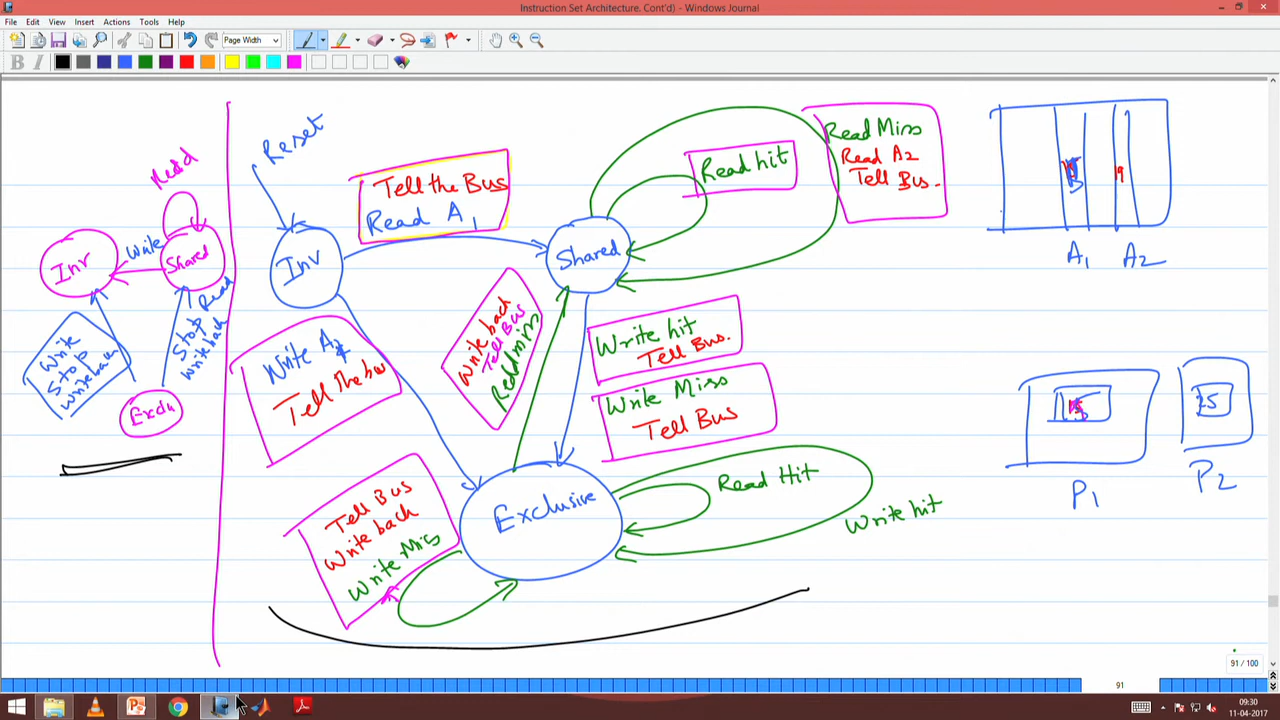 Instruction Set Architecture. Cont'd) - Windows Journal
File Edit View Insert Actions Tools Help
Page Width
B I
Reset
Tell the Bus
Read A1
Read hit
Read Miss
Read A2
Tell Bus.
A1 A2
Read
Inv
Write
Shared
Inv
Shared
Write
Stop
Write back
Stop Read
Write back
Exclu
Write A
Tell the bus
Write back
Tell Bus
Read miss
Write hit
Tell Bus.
Write Miss
Tell Bus
15
P1
P2
Tell Bus
Write back
Write Miss
Exclusive
Read Hit
Write hit
91 / 100
91
09:30
11-04-2017